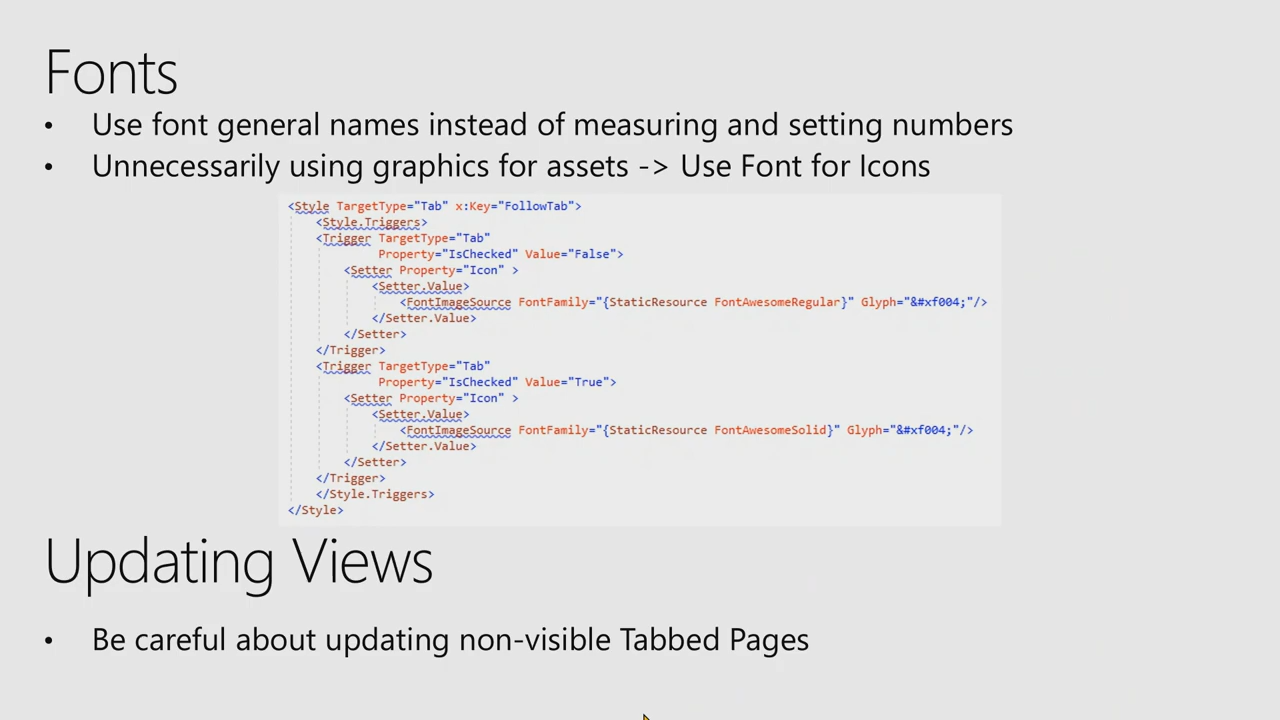 Fonts
• Use font general names instead of measuring and setting numbers
• Unnecessarily using graphics for assets -> Use Font for Icons
<Style TargetType="Tab" x:Key="FollowTab">
<Style.Triggers>
<Trigger TargetType="Tab"
Property="IsChecked" Value="False">
<Setter Property="Icon" >
<Setter.Value>
<FontImageSource FontFamily="{StaticResource FontAwesomeRegular}" Glyph="&#xf004;"/>
</Setter.Value>
</Setter>
</Trigger>
<Trigger TargetType="Tab"
Property="IsChecked" Value="True">
<Setter Property="Icon" >
<Setter.Value>
<FontImageSource FontFamily="{StaticResource FontAwesomeSolid}" Glyph="&#xf004;"/>
</Setter.Value>
</Setter>
</Trigger>
</Style.Triggers>
</Style>
Updating Views
• Be careful about updating non-visible Tabbed Pages